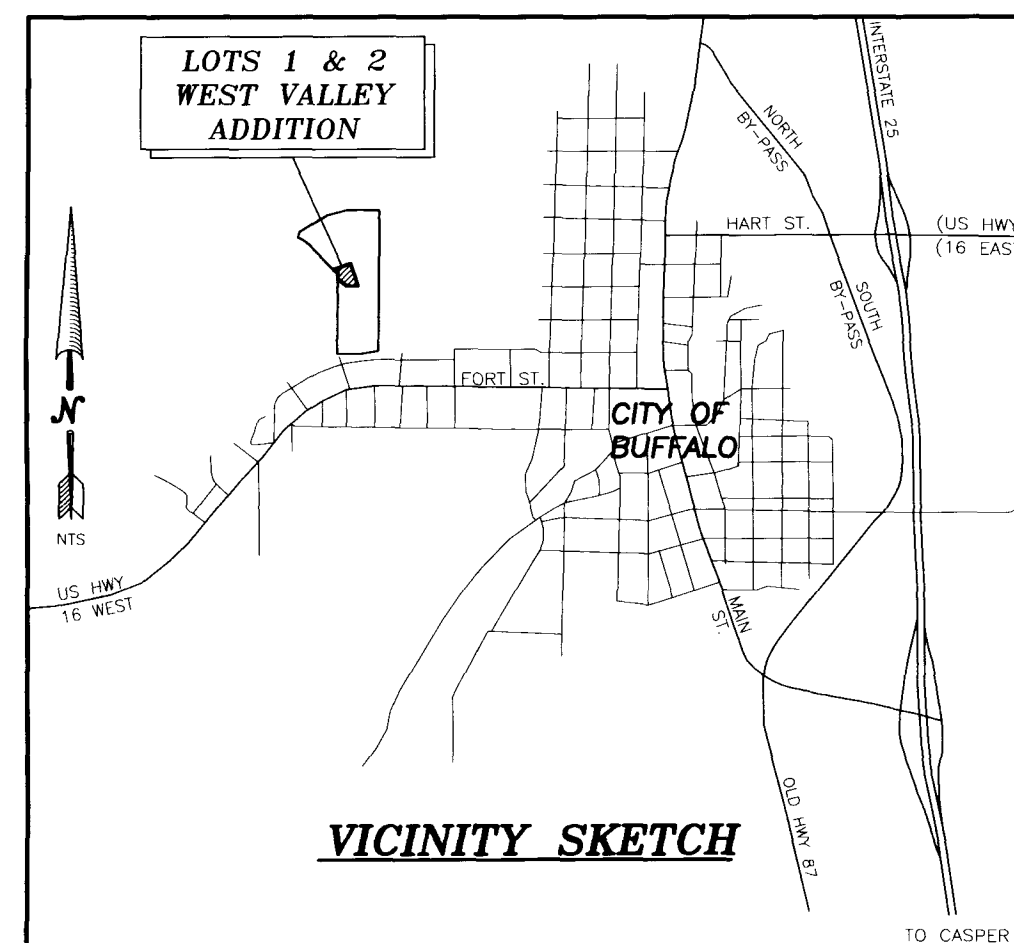 LOTS 1 & 2
WEST VALLEY
ADDITION
INTERSTATE 25
NORTH
BY-PASS
HART ST.
(US HWY
(16 EAST
SOUTH
BY-PASS
N
NTS
FORT ST.
CITY OF
BUFFALO
US HWY
16 WEST
MAIN
ST.
OLD HWY 87
VICINITY SKETCH
TO CASPER